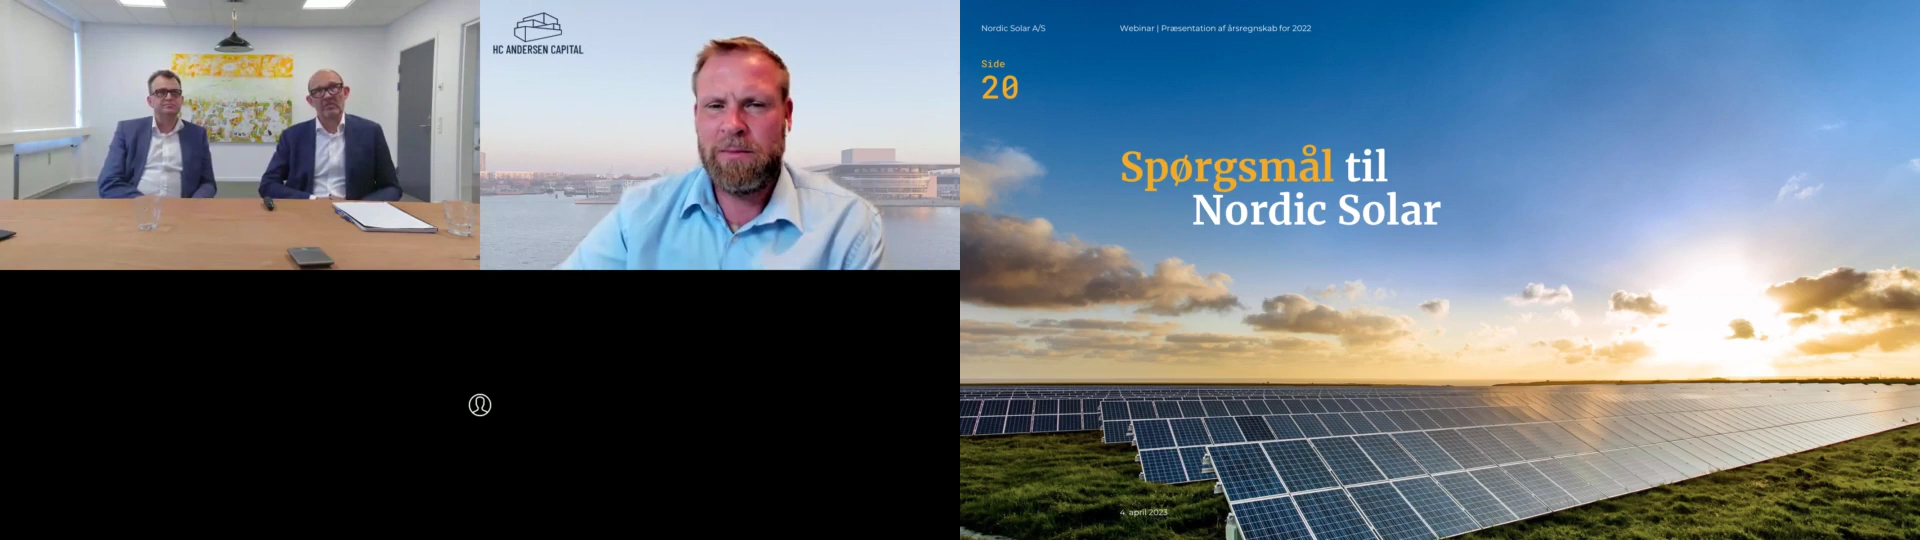 HC ANDERSEN CAPITAL
Nordic Solar A/S
Webinar | Præsentation af årsregnskab for 2022
Side
20
Spørgsmål til
Nordic Solar
4. april 2023